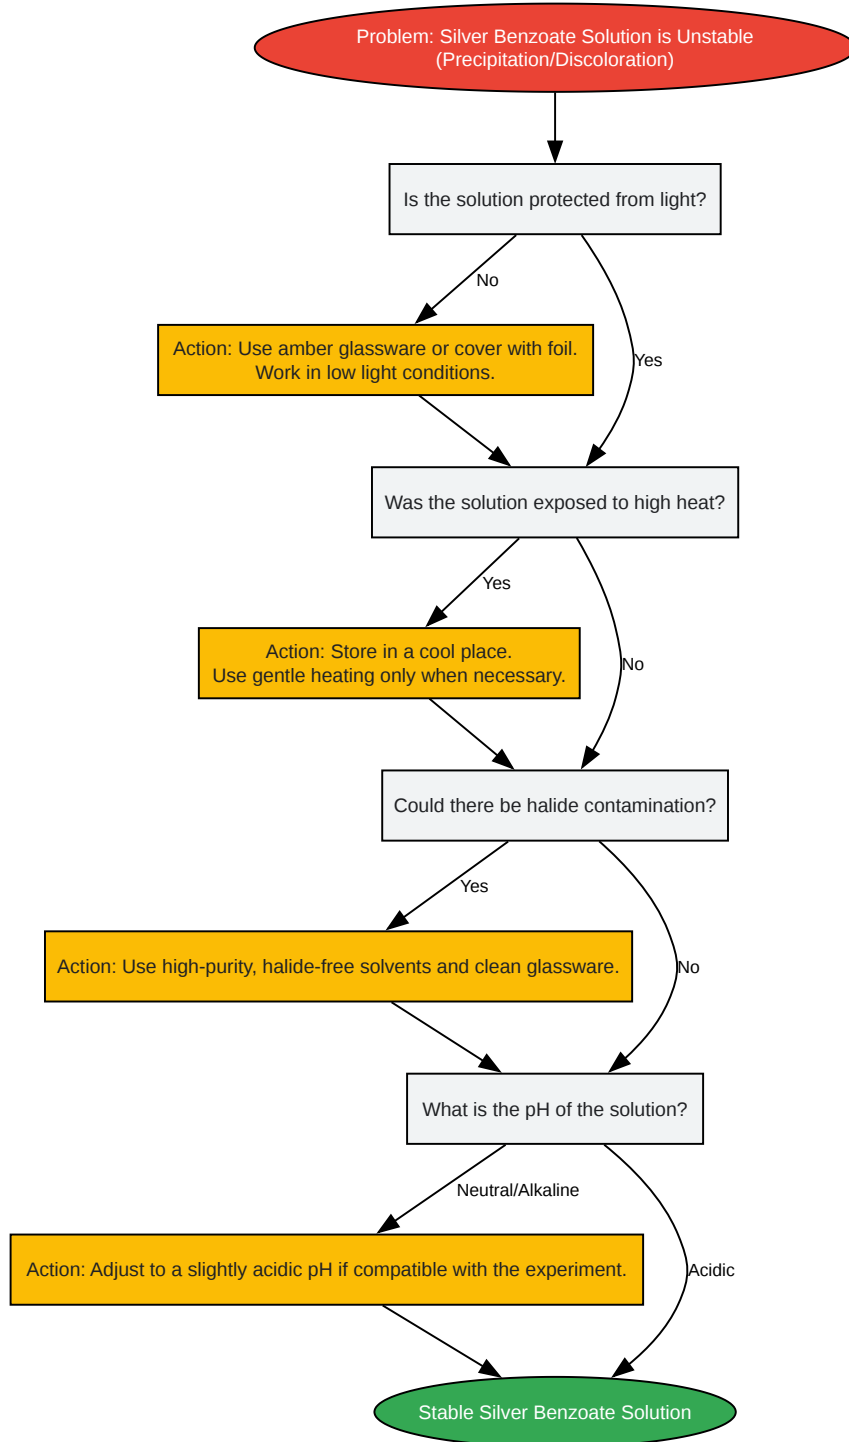 Problem: Silver Benzoate Solution is Unstable
(Precipitation/Discoloration)
Is the solution protected from light?
No
Yes
Action: Use amber glassware or cover with foil.
Work in low light conditions.
Was the solution exposed to high heat?
Yes
No
Action: Store in a cool place.
Use gentle heating only when necessary.
Could there be halide contamination?
Yes
No
Action: Use high-purity, halide-free solvents and clean glassware.
What is the pH of the solution?
Neutral/Alkaline
Acidic
Action: Adjust to a slightly acidic pH if compatible with the experiment.
Stable Silver Benzoate Solution